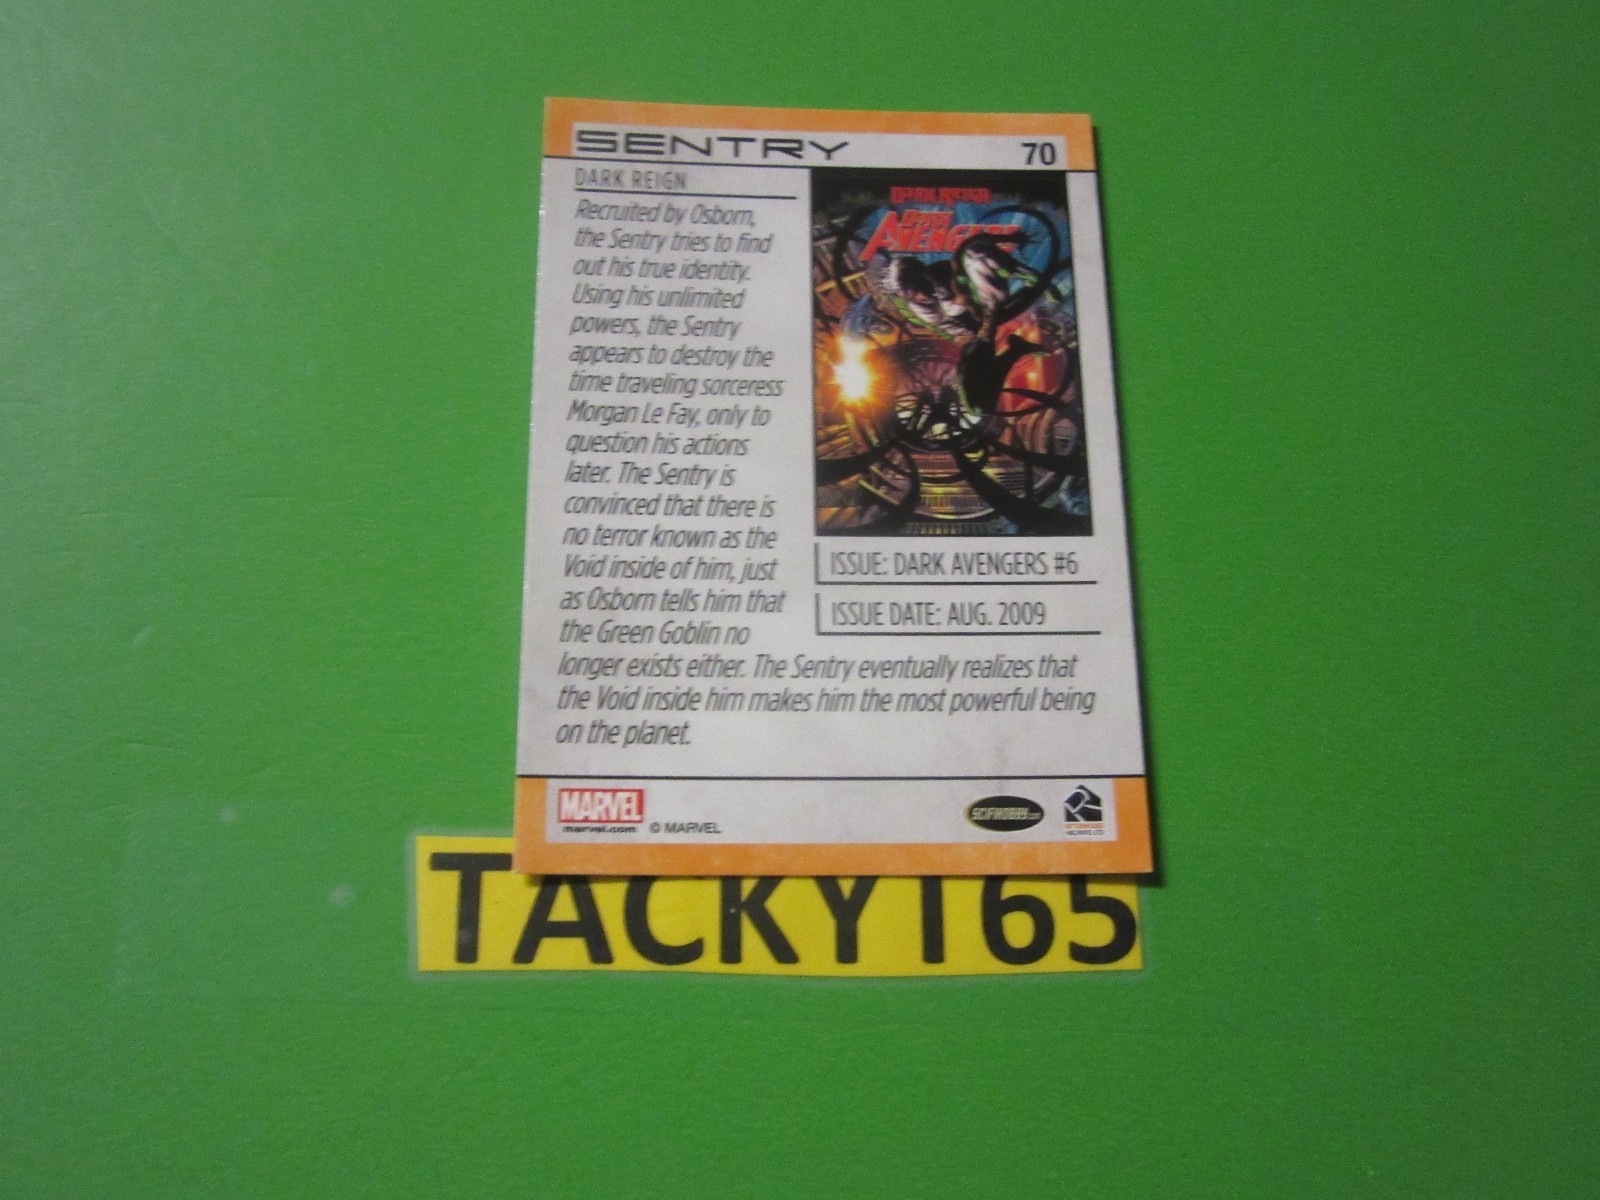 SENTRY
70
DARK REIGN
Recruited by Osborn,
the Sentry tries to find
out his true identity.
Using his unlimited
powers, the Sentry
appears to destroy the
time traveling sorceress
Morgan Le Fay, only to
question his actions
later. The Sentry is
convinced that there is
no terror known as the
Void inside of him, just
as Osborn tells him that
the Green Goblin no
longer exists either. The Sentry eventually realizes that
the Void inside him makes him the most powerful being
on the planet.
DARK REIGN
DARK
AVENGERS
ISSUE: DARK AVENGERS #6
ISSUE DATE: AUG. 2009
MARVEL
marvel.com
© MARVEL
SCIFIHOBBY.com
TACKYT65